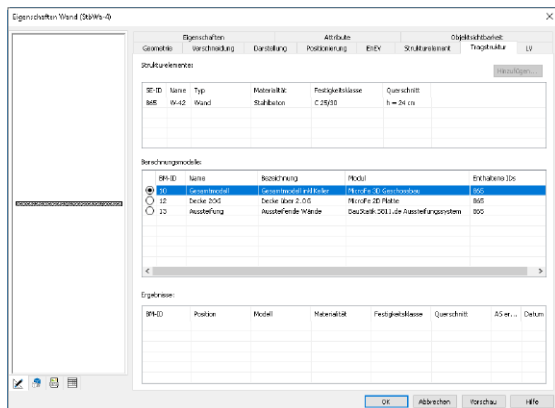 Eigenschaften Wand (StbWa-4)
Eigenschaften Attribute Objektsichtbarkeit
Geometrie Verschneidung Darstellung Positionierung EnEV Strukturelement Tragstruktur LV
Strukturelemente:
Hinzufügen...
SE-ID Name Typ Materialität Festigkeitsklasse Querschnitt
865 W-42 Wand Stahlbeton C 25/30 h = 24 cm
Berechnungsmodelle:
BM-ID Name Bezeichnung Modul Enthaltene IDs
10 Gesamtmodell Gesamtmodell inkl Keller MicroFe 3D Geschossbau 865
12 Decke 2OG Decke über 2.OG MicroFe 2D Platte 865
13 Aussteifung Aussteifende Wände BauStatik S811.de Aussteifungssystem 865
Ergebnisse:
BM-ID Position Modell Materialität Festigkeitsklasse Querschnitt AS er... Datum
OK Abbrechen Vorschau Hilfe